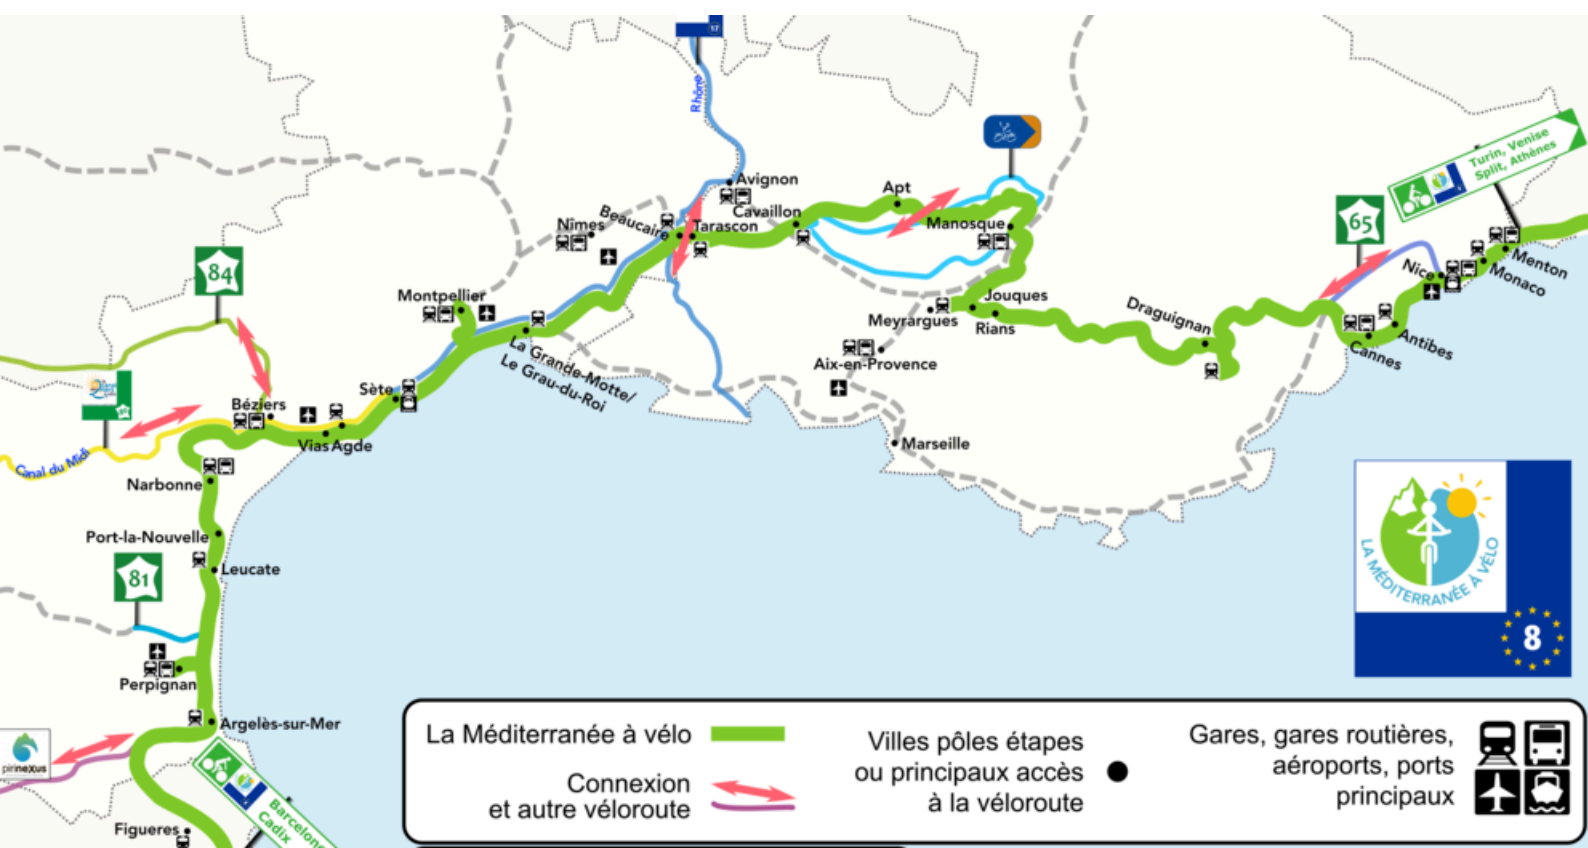 17
Rhône
Avignon
Cavaillon
Apt
Manosque
Beaucaire
Nîmes
Tarascon
Turin, Venise
Split, Athènes
65
84
Montpellier
Jouques
Meyrargues
Rians
Draguignan
Nice
Menton
Monaco
Antibes
Cannes
Aix-en-Provence
La Grande-Motte/
Le Grau-du-Roi
Sète
Béziers
Vias
Agde
Marseille
Canal du Midi
Narbonne
Port-la-Nouvelle
Leucate
81
Perpignan
Argelès-sur-Mer
pirinexus
Figueres
Barcelone
Cadix
LA MÉDITERRANÉE À VÉLO
8
La Méditerranée à vélo
Connexion
et autre véloroute
Villes pôles étapes
ou principaux accès
à la véloroute
Gares, gares routières,
aéroports, ports
principaux